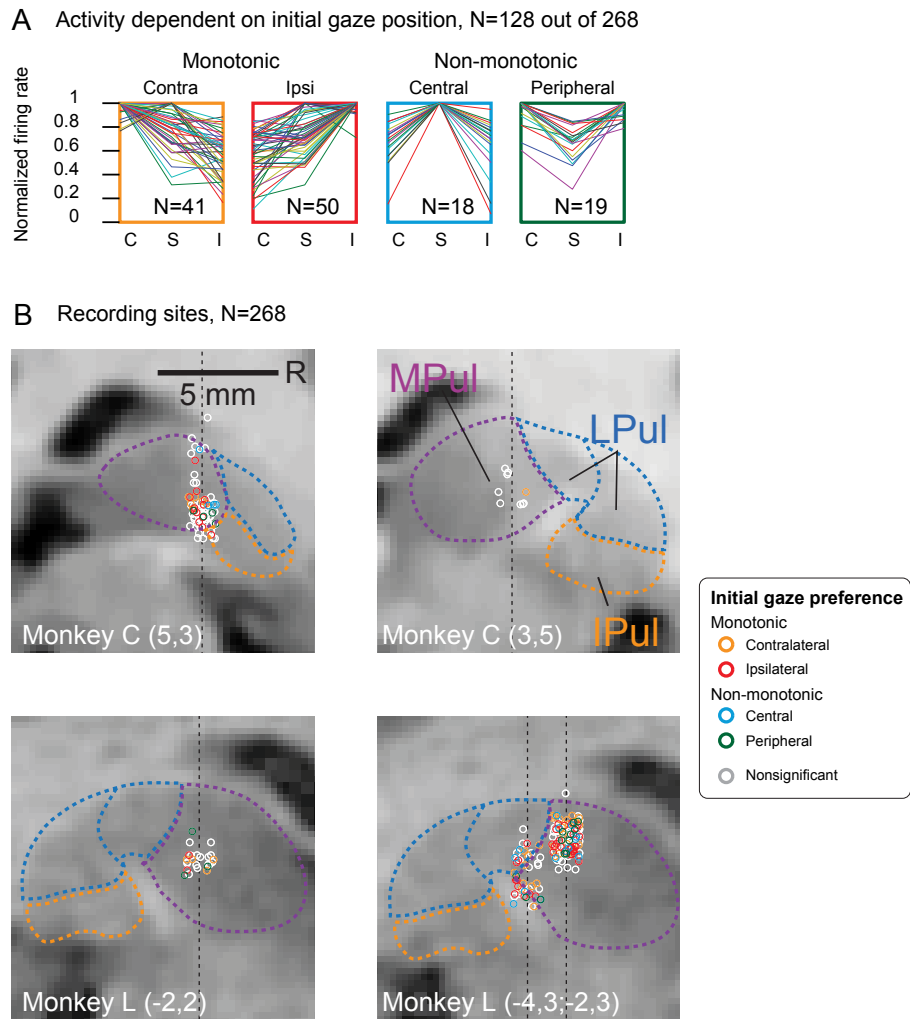 A Activity dependent on initial gaze position, N=128 out of 268
Monotonic Non-monotonic
Contra Ipsi Central Peripheral
Normalized firing rate
1
0.8
0.6
0.4
0.2
0
N=41 N=50 N=18 N=19
C S I C S I C S I C S I
B Recording sites, N=268
R
5 mm
Monkey C (5,3)
MPul
LPul
IPul
Monkey C (3,5)
Initial gaze preference
Monotonic
Contralateral
Ipsilateral
Non-monotonic
Central
Peripheral
Nonsignificant
Monkey L (-2,2)
Monkey L (-4,3;-2,3)